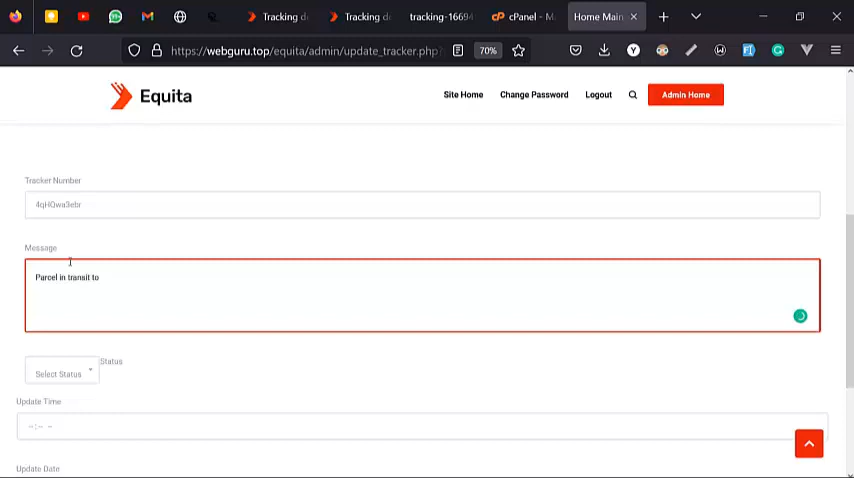 Tracking d
Tracking d
tracking-16694
cPanel - M
Home Main
https://webguru.top/equita/admin/update_tracker.php?
70%
Equita
Site Home
Change Password
Logout
Admin Home
Tracker Number
4qHQwa3ebr
Message
Parcel in transit to
Status
Select Status
Update Time
--:-- --
Update Date